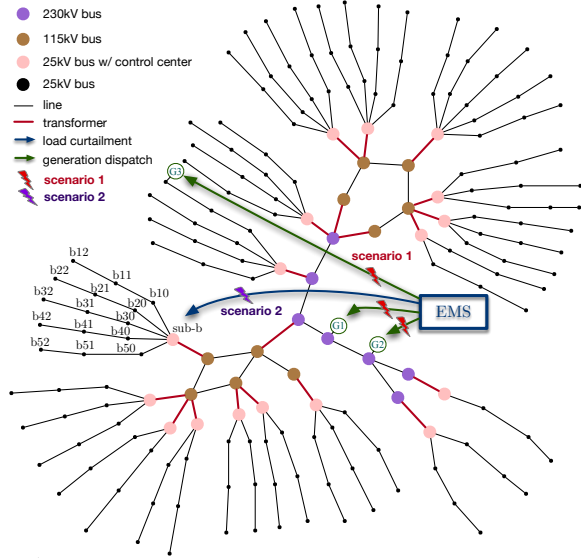 230kV bus
115kV bus
25kV bus w/ control center
25kV bus
line
transformer
load curtailment
generation dispatch
scenario 1
scenario 2
G3
scenario 1
b12
b22
b11
b32
b21
b10
b42
b31
b20
b52
b41
b30
b51
b40
b50
sub-b
scenario 2
EMS
G1
G2